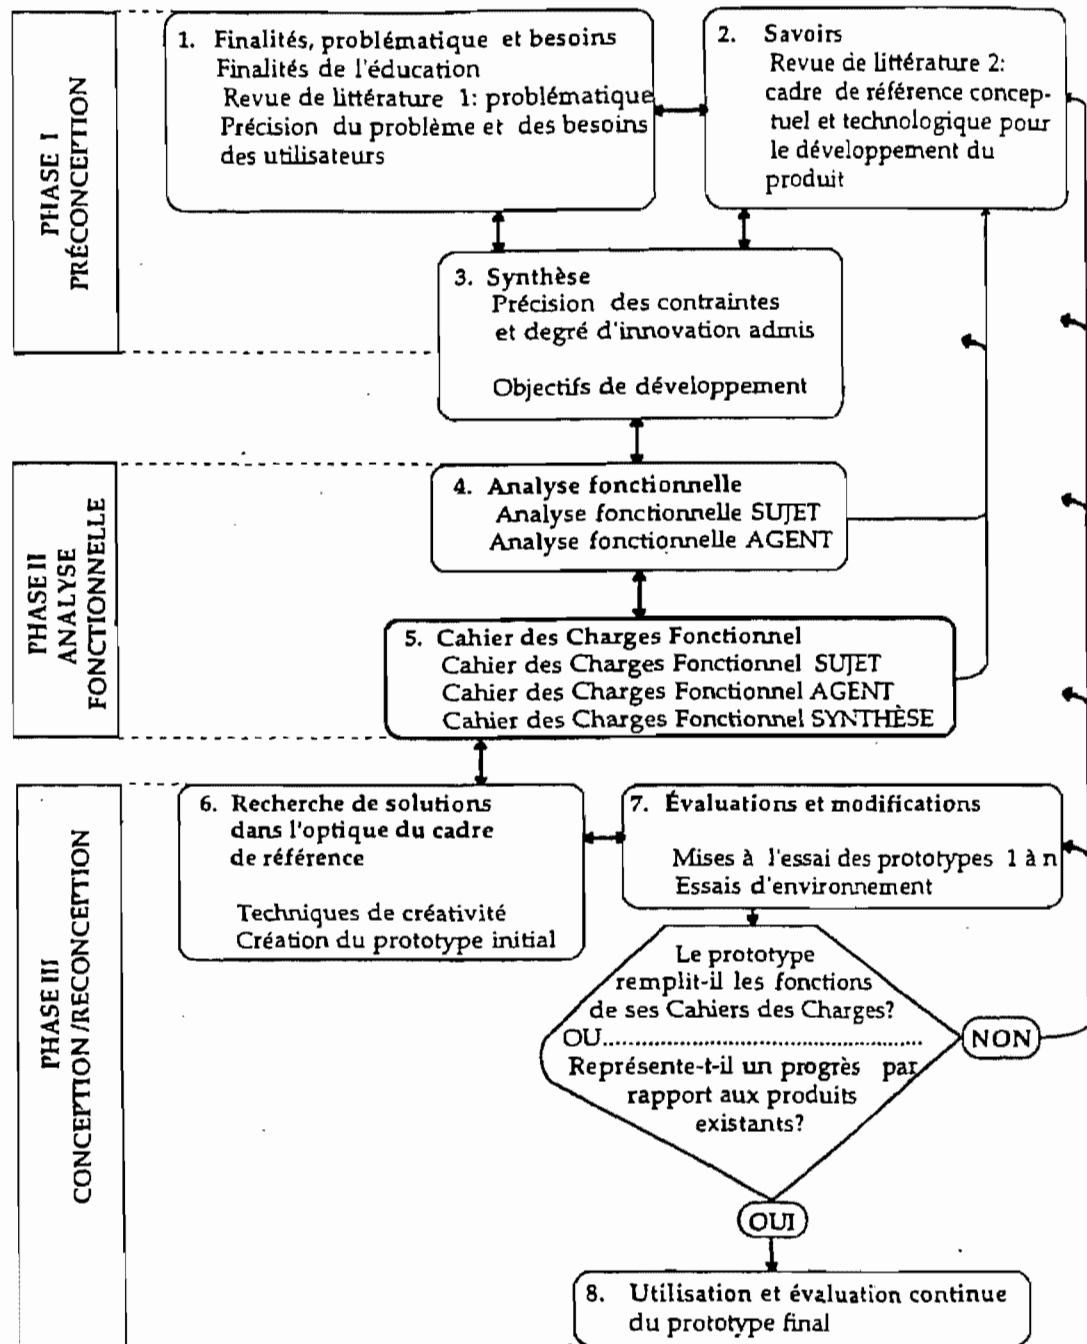 PHASE I
PRÉCONCEPTION
1. Finalités, problématique et besoins
Finalités de l'éducation
Revue de littérature 1: problématique
Précision du problème et des besoins
des utilisateurs
2. Savoirs
Revue de littérature 2:
cadre de référence concep-
tuel et technologique pour
le développement du
produit
3. Synthèse
Précision des contraintes
et degré d'innovation admis
Objectifs de développement
PHASE II
ANALYSE
FONCTIONNELLE
4. Analyse fonctionnelle
Analyse fonctionnelle SUJET
Analyse fonctionnelle AGENT
5. Cahier des Charges Fonctionnel
Cahier des Charges Fonctionnel SUJET
Cahier des Charges Fonctionnel AGENT
Cahier des Charges Fonctionnel SYNTHÈSE
PHASE III
CONCEPTION/RECONCEPTION
6. Recherche de solutions
dans l'optique du cadre
de référence
Techniques de créativité
Création du prototype initial
7. Évaluations et modifications
Mises à l'essai des prototypes 1 à n
Essais d'environnement
Le prototype
remplit-il les fonctions
de ses Cahiers des Charges?
OU....................................................
Représente-t-il un progrès par
rapport aux produits
existants?
NON
OUI
8. Utilisation et évaluation continue
du prototype final